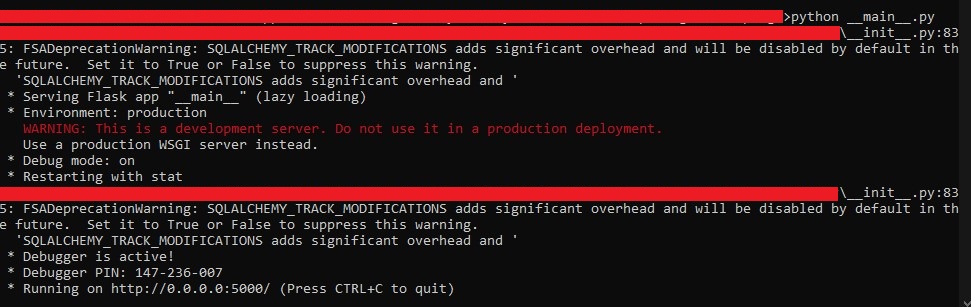 >python __main__.py
\__init__.py:83
5: FSADeprecationWarning: SQLALCHEMY_TRACK_MODIFICATIONS adds significant overhead and will be disabled by default in th
e future.  Set it to True or False to suppress this warning.
  'SQLALCHEMY_TRACK_MODIFICATIONS adds significant overhead and '
 * Serving Flask app "__main__" (lazy loading)
 * Environment: production
   WARNING: This is a development server. Do not use it in a production deployment.
   Use a production WSGI server instead.
 * Debug mode: on
 * Restarting with stat
\__init__.py:83
5: FSADeprecationWarning: SQLALCHEMY_TRACK_MODIFICATIONS adds significant overhead and will be disabled by default in th
e future.  Set it to True or False to suppress this warning.
  'SQLALCHEMY_TRACK_MODIFICATIONS adds significant overhead and '
 * Debugger is active!
 * Debugger PIN: 147-236-007
 * Running on http://0.0.0.0:5000/ (Press CTRL+C to quit)